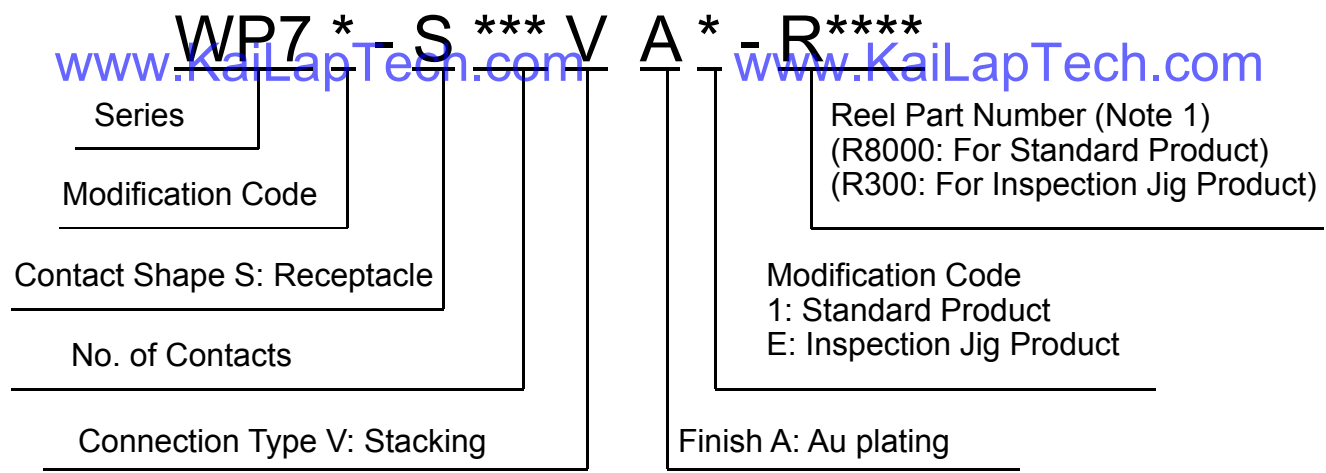 WP7 * - S *** V A * - R****
www.KaiLapTech.com www.KaiLapTech.com
Series
Reel Part Number (Note 1)
(R8000: For Standard Product)
(R300: For Inspection Jig Product)
Modification Code
Contact Shape S: Receptacle
Modification Code
1: Standard Product
E: Inspection Jig Product
No. of Contacts
Connection Type V: Stacking
Finish A: Au plating